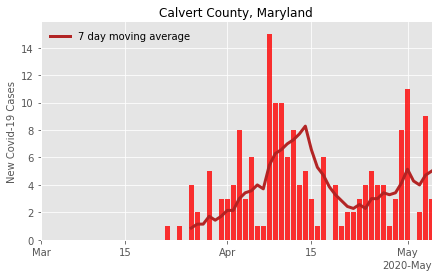 Calvert County, Maryland
7 day moving average
New Covid-19 Cases
14
12
10
8
6
4
2
0
Mar 15 Apr 15 May
2020-May